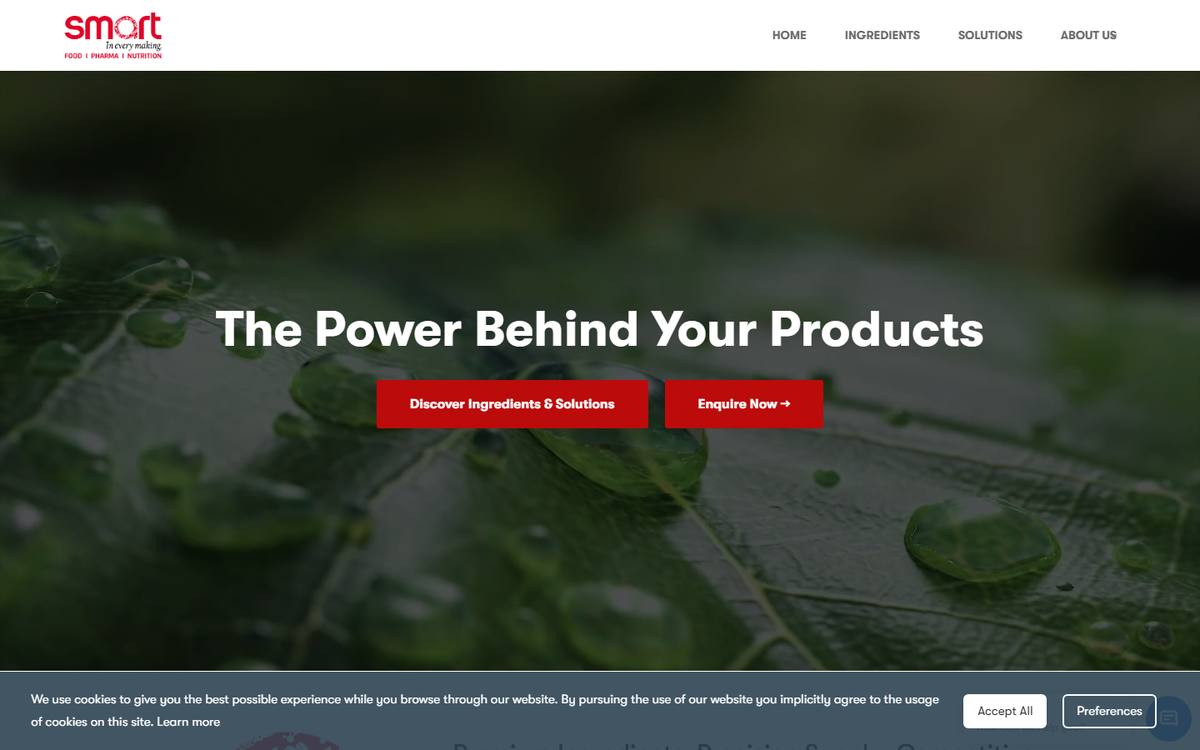 smart
In every making.
FOOD | PHARMA | NUTRITION
HOME
INGREDIENTS
SOLUTIONS
ABOUT US
The Power Behind Your Products
Discover Ingredients & Solutions
Enquire Now →
We use cookies to give you the best possible experience while you browse through our website. By pursuing the use of our website you implicitly agree to the usage
of cookies on this site. Learn more
Accept All
Preferences